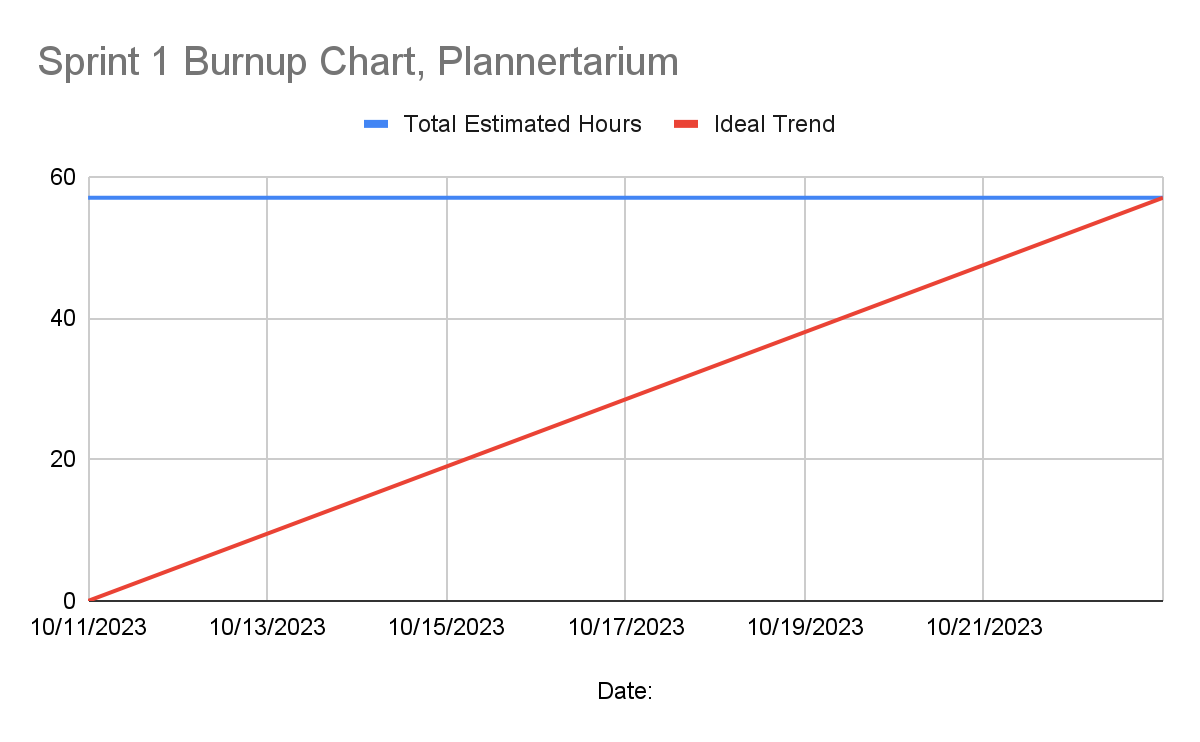 Sprint 1 Burnup Chart, Plannertarium
Total Estimated Hours Ideal Trend
60
40
20
0
10/11/2023 10/13/2023 10/15/2023 10/17/2023 10/19/2023 10/21/2023
Date: